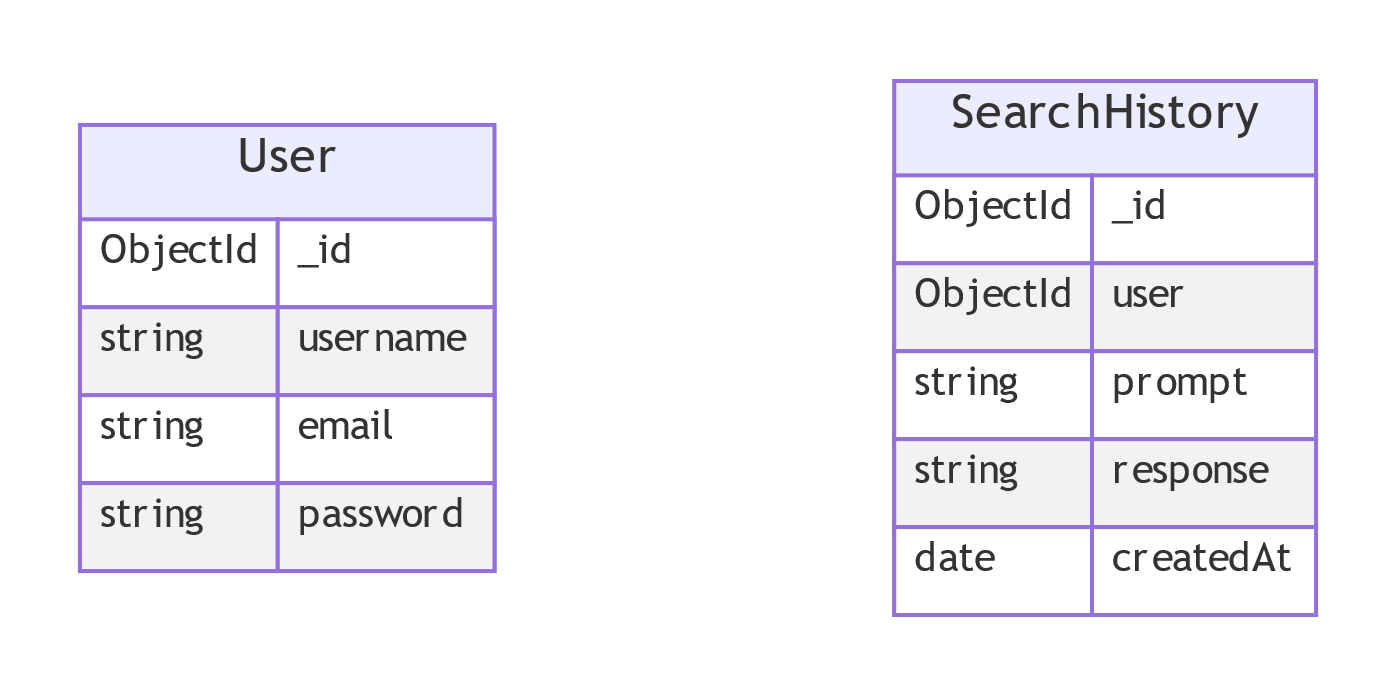 User
ObjectId _id
string username
string email
string password
SearchHistory
ObjectId _id
ObjectId user
string prompt
string response
date createdAt